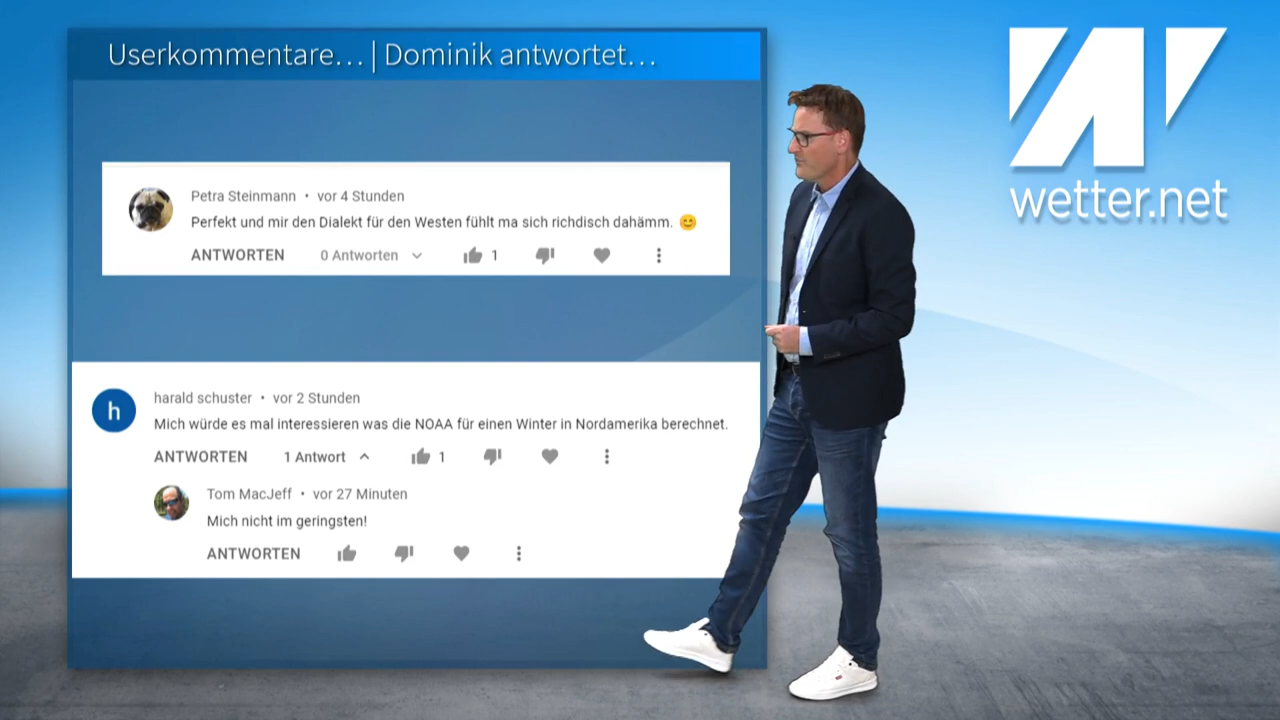 Userkommentare... | Dominik antwortet...
wetter.net
Petra Steinmann • vor 4 Stunden
Perfekt und mir den Dialekt für den Westen fühlt ma sich richdisch dahämm. 😊
ANTWORTEN 0 Antworten 1
h
harald schuster • vor 2 Stunden
Mich würde es mal interessieren was die NOAA für einen Winter in Nordamerika berechnet.
ANTWORTEN 1 Antwort 1
Tom MacJeff • vor 27 Minuten
Mich nicht im geringsten!
ANTWORTEN